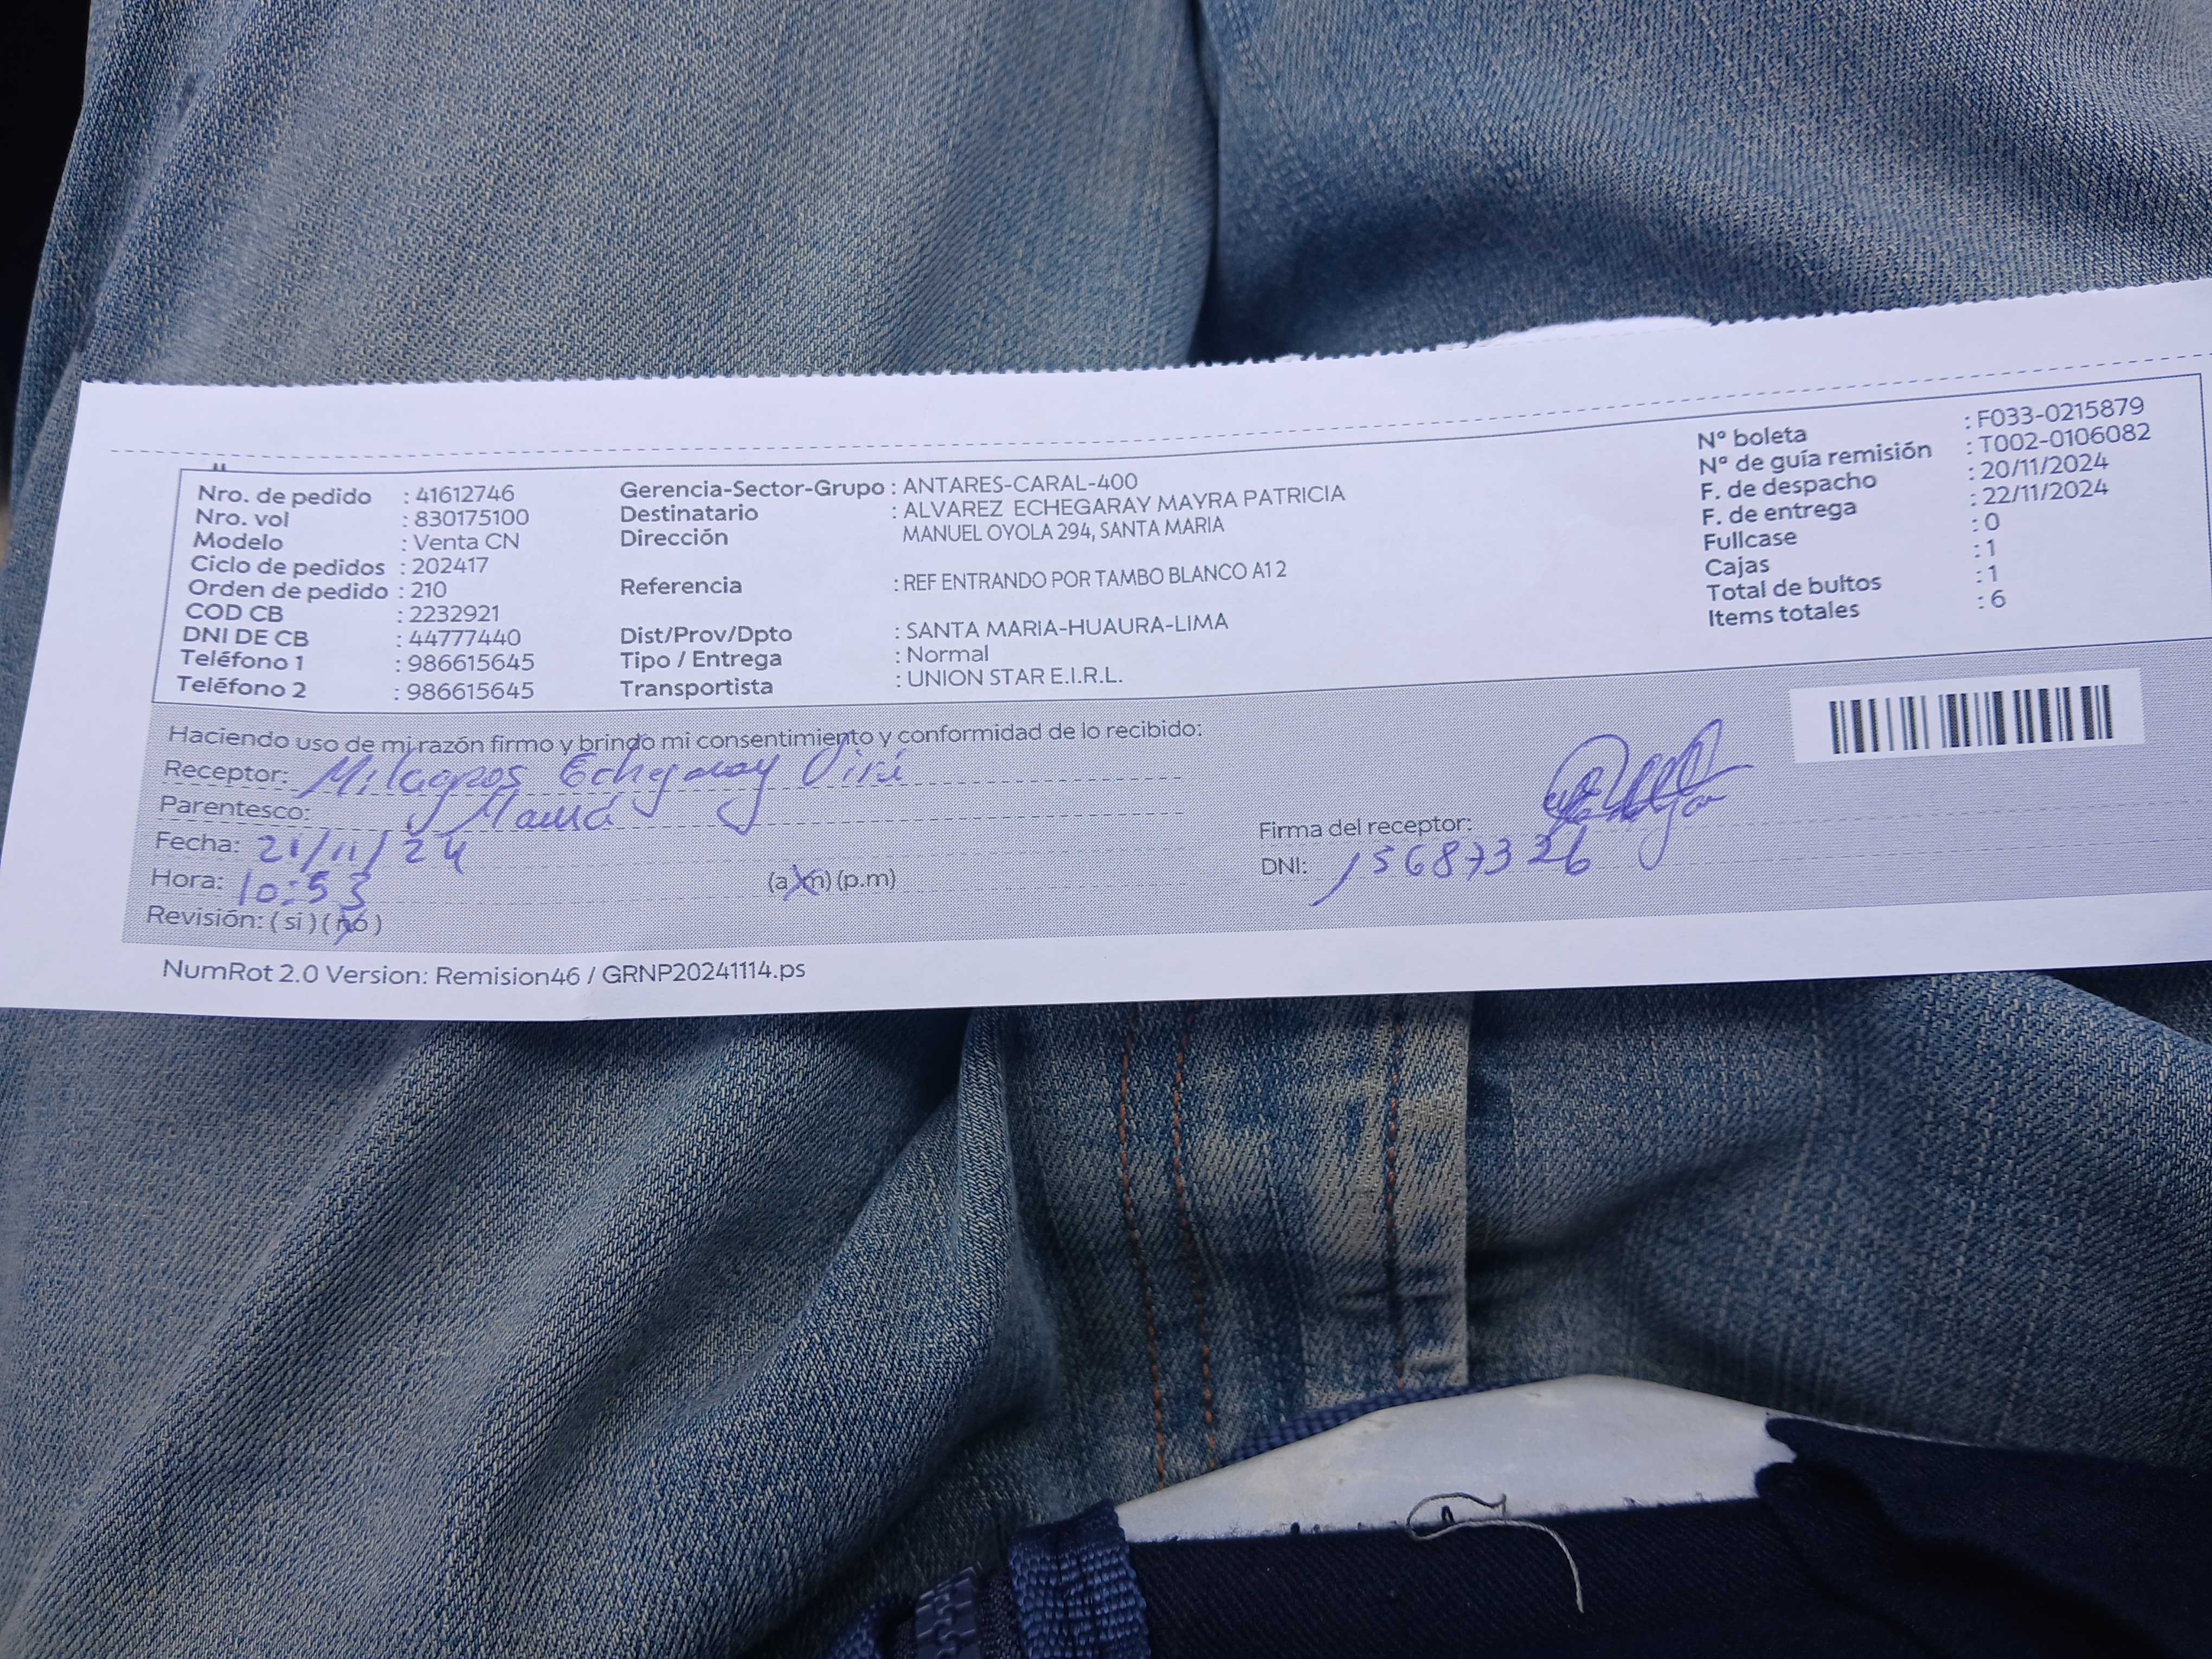 Nro. de pedido : 41612746
Nro. vol : 830175100
Modelo : Venta CN
Ciclo de pedidos : 202417
Orden de pedido : 210
COD CB : 2232921
DNI DE CB : 44777440
Teléfono 1 : 986615645
Teléfono 2 : 986615645
Gerencia-Sector-Grupo : ANTARES-CARAL-400
Destinatario : ALVAREZ ECHEGARAY MAYRA PATRICIA
Dirección MANUEL OYOLA 294, SANTA MARIA
Referencia : REF ENTRANDO POR TAMBO BLANCO A12
Dist/Prov/Dpto : SANTA MARIA-HUAURA-LIMA
Tipo / Entrega : Normal
Transportista : UNION STAR E.I.R.L.
N° boleta : F033-0215879
N° de guía remisión : T002-0106082
F. de despacho : 20/11/2024
F. de entrega : 22/11/2024
Fullcase : 0
Cajas : 1
Total de bultos : 1
Items totales : 6
Haciendo uso de mi razón firmo y brindo mi consentimiento y conformidad de lo recibido:
Receptor: Milagros Echegaray
Parentesco: Mamá
Fecha: 21/11/24
Hora: 10:53 (a.m) (p.m)
Revisión: ( si ) ( no )
Firma del receptor:
DNI: 15687326
NumRot 2.0 Version: Remision46 / GRNP20241114.ps